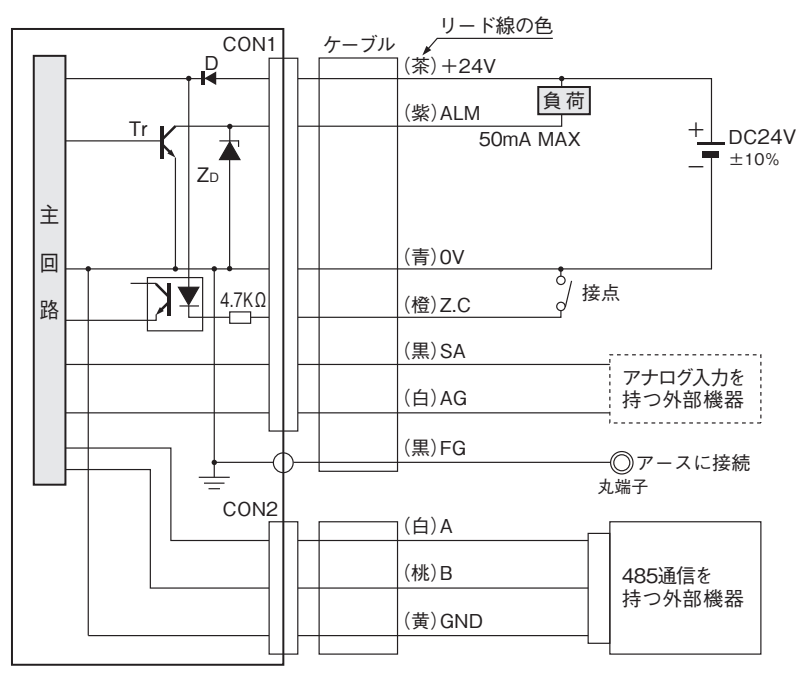 リード線の色
CON1
ケーブル
D
(茶)+24V
負荷
(紫)ALM
Tr
50mA MAX
+
DC24V
±10%
−
ZD
主回路
(青)0V
接点
4.7KΩ
(橙)Z.C
(黒)SA
アナログ入力を
持つ外部機器
(白)AG
(黒)FG
アースに接続
丸端子
CON2
(白)A
(桃)B
485通信を
持つ外部機器
(黄)GND